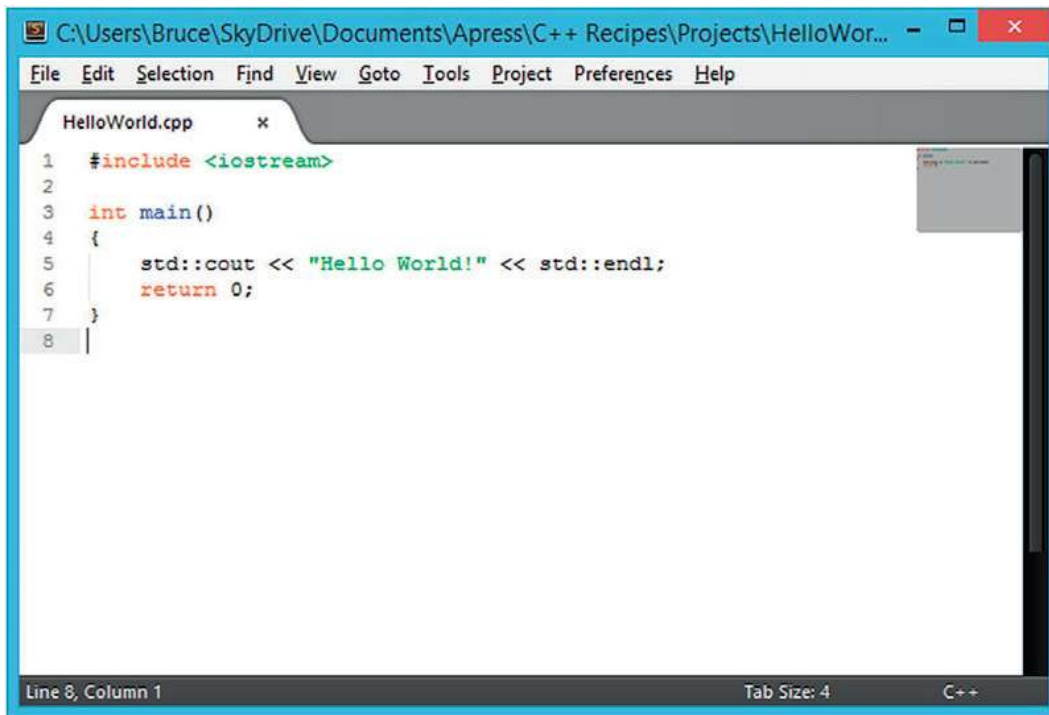 C:\Users\Bruce\SkyDrive\Documents\Apress\C++ Recipes\Projects\HelloWor...
File Edit Selection Find View Goto Tools Project Preferences Help
HelloWorld.cpp
1 #include <iostream>
2
3 int main()
4 {
5     std::cout << "Hello World!" << std::endl;
6     return 0;
7 }
8
Line 8, Column 1 Tab Size: 4 C++